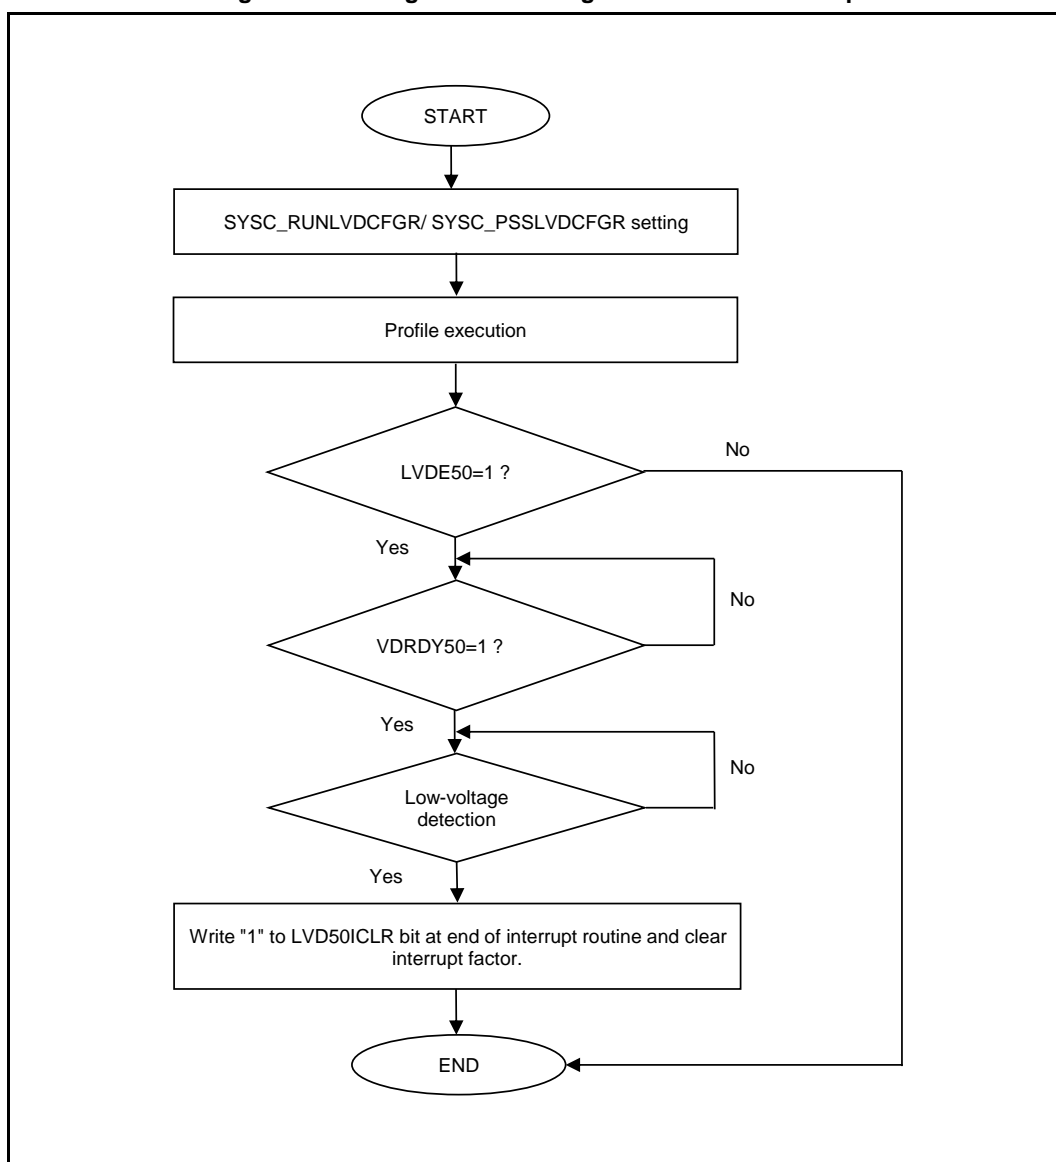 START
SYSC_RUNLVDCFGR/ SYSC_PSSLVDCFGR setting
Profile execution
LVDE50=1 ?
No
Yes
No
VDRDY50=1 ?
Yes
No
Low-voltage
detection
Yes
Write "1" to LVD50ICLR bit at end of interrupt routine and clear
interrupt factor.
END